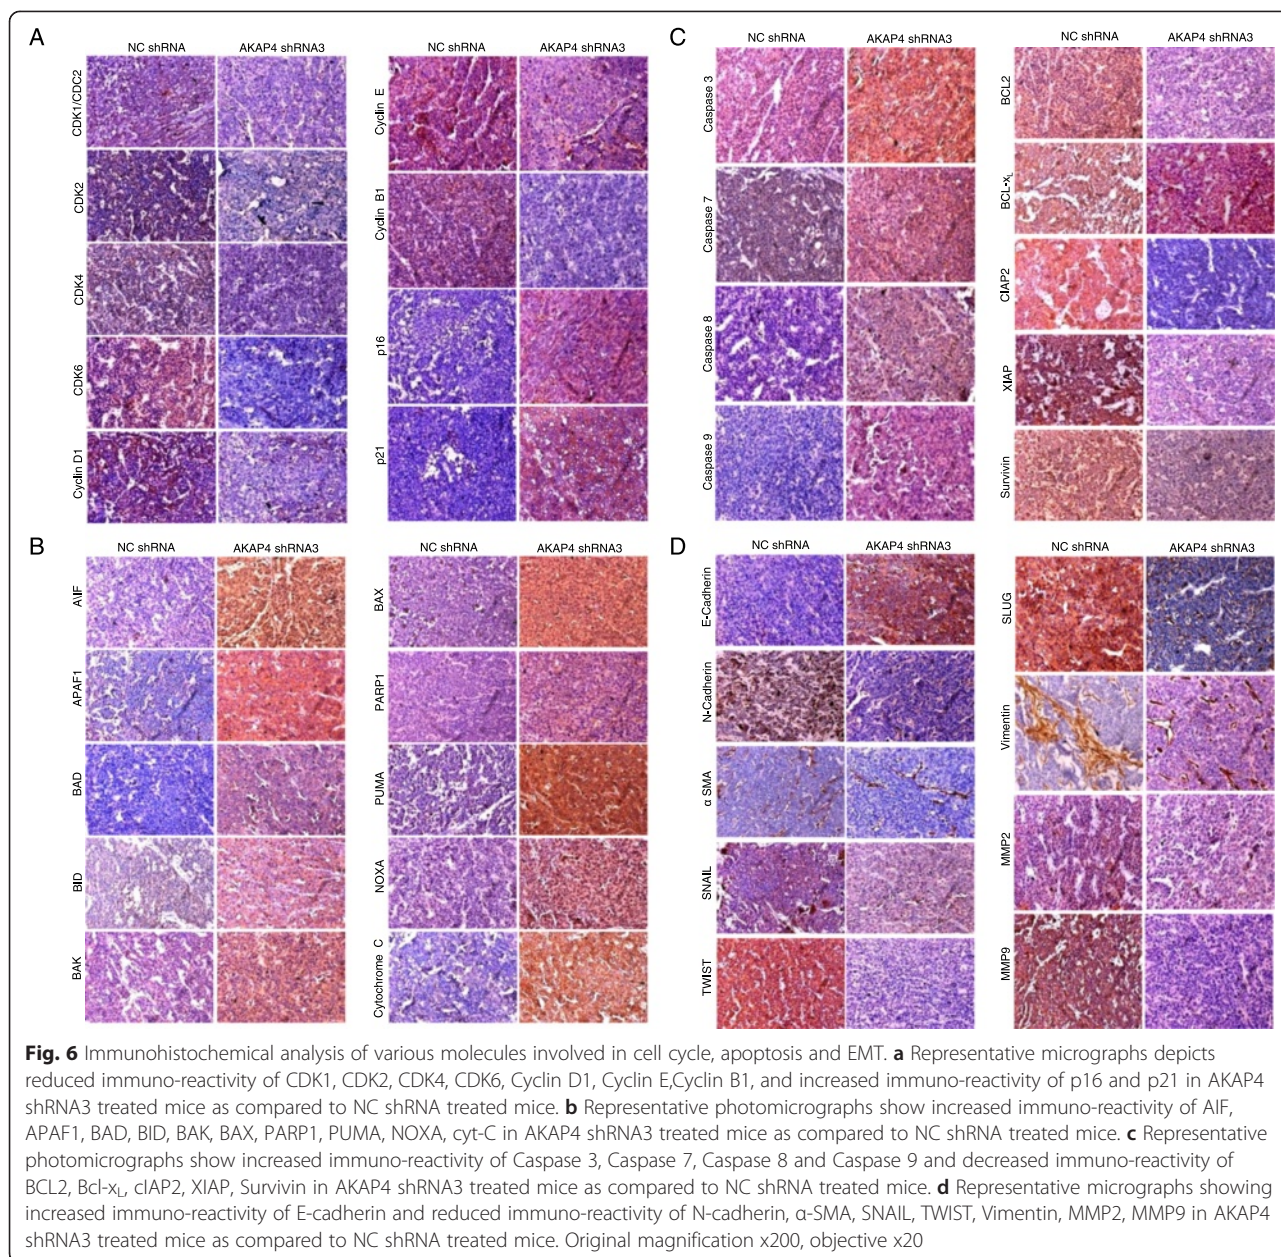 A
NC shRNA
AKAP4 shRNA3
CDK1/CDC2
CDK2
CDK4
CDK6
Cyclin D1
NC shRNA
AKAP4 shRNA3
Cyclin E
Cyclin B1
p16
p21
C
NC shRNA
AKAP4 shRNA3
Caspase 3
Caspase 7
Caspase 8
Caspase 9
NC shRNA
AKAP4 shRNA3
BCL2
BCL-xL
CIAP2
XIAP
Survivin
B
NC shRNA
AKAP4 shRNA3
AIF
APAF1
BAD
BID
BAK
NC shRNA
AKAP4 shRNA3
BAX
PARP1
PUMA
NOXA
Cytochrome C
D
NC shRNA
AKAP4 shRNA3
E-Cadherin
N-Cadherin
α SMA
SNAIL
TWIST
NC shRNA
AKAP4 shRNA3
SLUG
Vimentin
MMP2
MMP9
Fig. 6 Immunohistochemical analysis of various molecules involved in cell cycle, apoptosis and EMT. a Representative micrographs depicts
reduced immuno-reactivity of CDK1, CDK2, CDK4, CDK6, Cyclin D1, Cyclin E,Cyclin B1, and increased immuno-reactivity of p16 and p21 in AKAP4
shRNA3 treated mice as compared to NC shRNA treated mice. b Representative photomicrographs show increased immuno-reactivity of AIF,
APAF1, BAD, BID, BAK, BAX, PARP1, PUMA, NOXA, cyt-C in AKAP4 shRNA3 treated mice as compared to NC shRNA treated mice. c Representative
photomicrographs show increased immuno-reactivity of Caspase 3, Caspase 7, Caspase 8 and Caspase 9 and decreased immuno-reactivity of
BCL2, Bcl-xL, cIAP2, XIAP, Survivin in AKAP4 shRNA3 treated mice as compared to NC shRNA treated mice. d Representative micrographs showing
increased immuno-reactivity of E-cadherin and reduced immuno-reactivity of N-cadherin, α-SMA, SNAIL, TWIST, Vimentin, MMP2, MMP9 in AKAP4
shRNA3 treated mice as compared to NC shRNA treated mice. Original magnification x200, objective x20